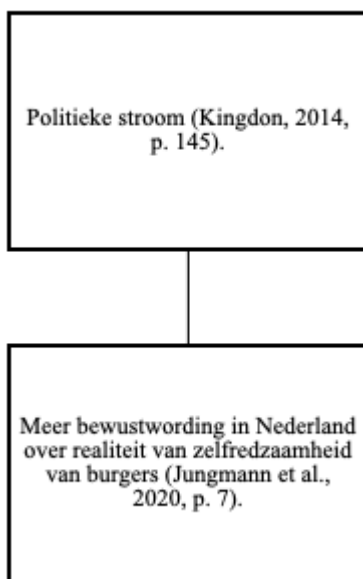 Politieke stroom (Kingdon, 2014,
p. 145).
Meer bewustwording in Nederland
over realiteit van zelfredzaamheid
van burgers (Jungmann et al.,
2020, p. 7).